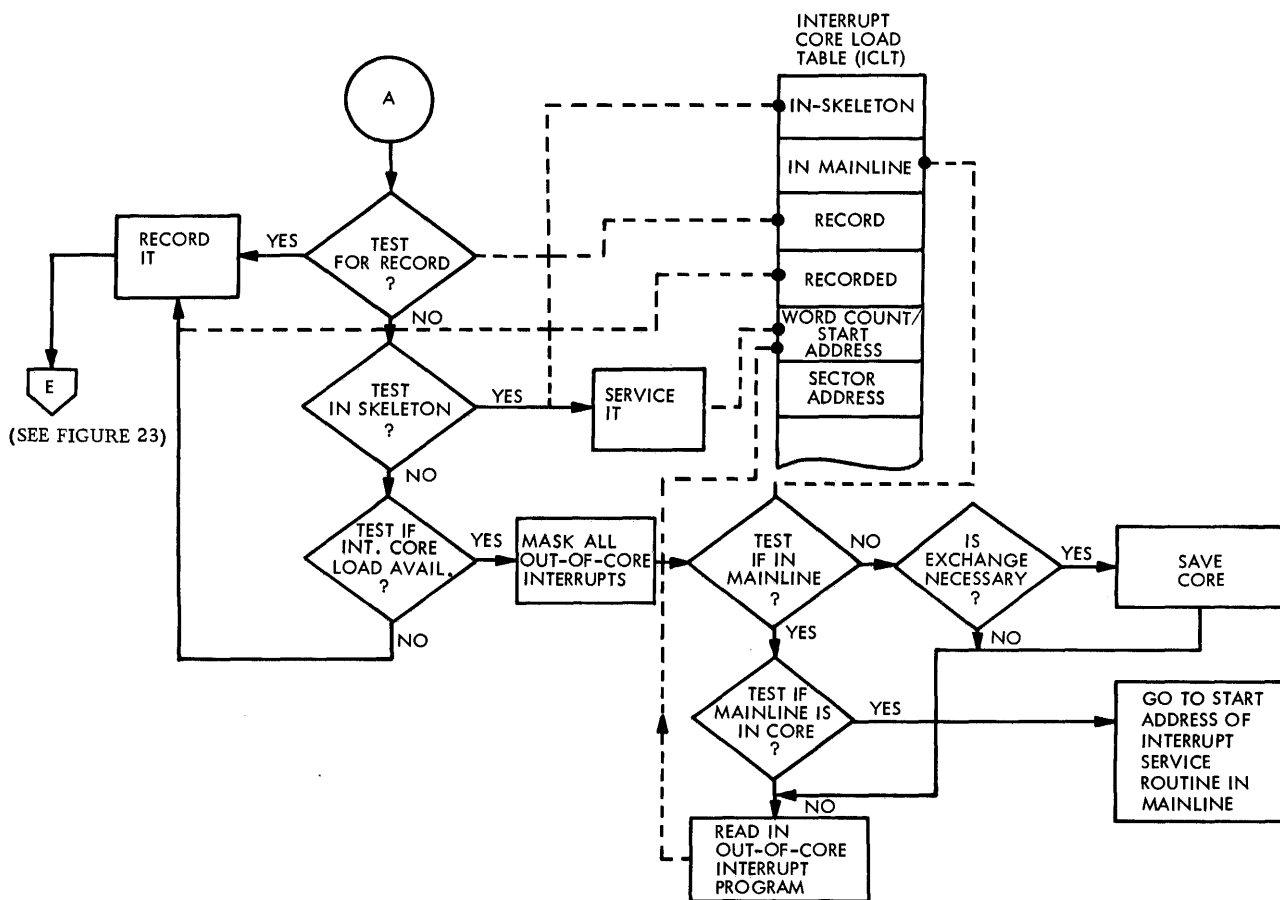 INTERRUPT
CORE LOAD
TABLE (ICLT)
A
IN-SKELETON
IN MAINLINE
RECORD
RECORDED
WORD COUNT/
START
ADDRESS
SECTOR
ADDRESS
RECORD
IT
YES
TEST
FOR RECORD
?
NO
E
(SEE FIGURE 23)
TEST
IN SKELETON
?
YES
SERVICE
IT
NO
TEST IF
INT. CORE
LOAD AVAIL.
?
YES
MASK ALL
OUT-OF-CORE
INTERRUPTS
NO
TEST
IF IN
MAINLINE
?
NO
IS
EXCHANGE
NECESSARY
?
YES
SAVE
CORE
NO
YES
TEST IF
MAINLINE IS
IN CORE
?
YES
GO TO START
ADDRESS OF
INTERRUPT
SERVICE
ROUTINE IN
MAINLINE
NO
READ IN
OUT-OF-CORE
INTERRUPT
PROGRAM